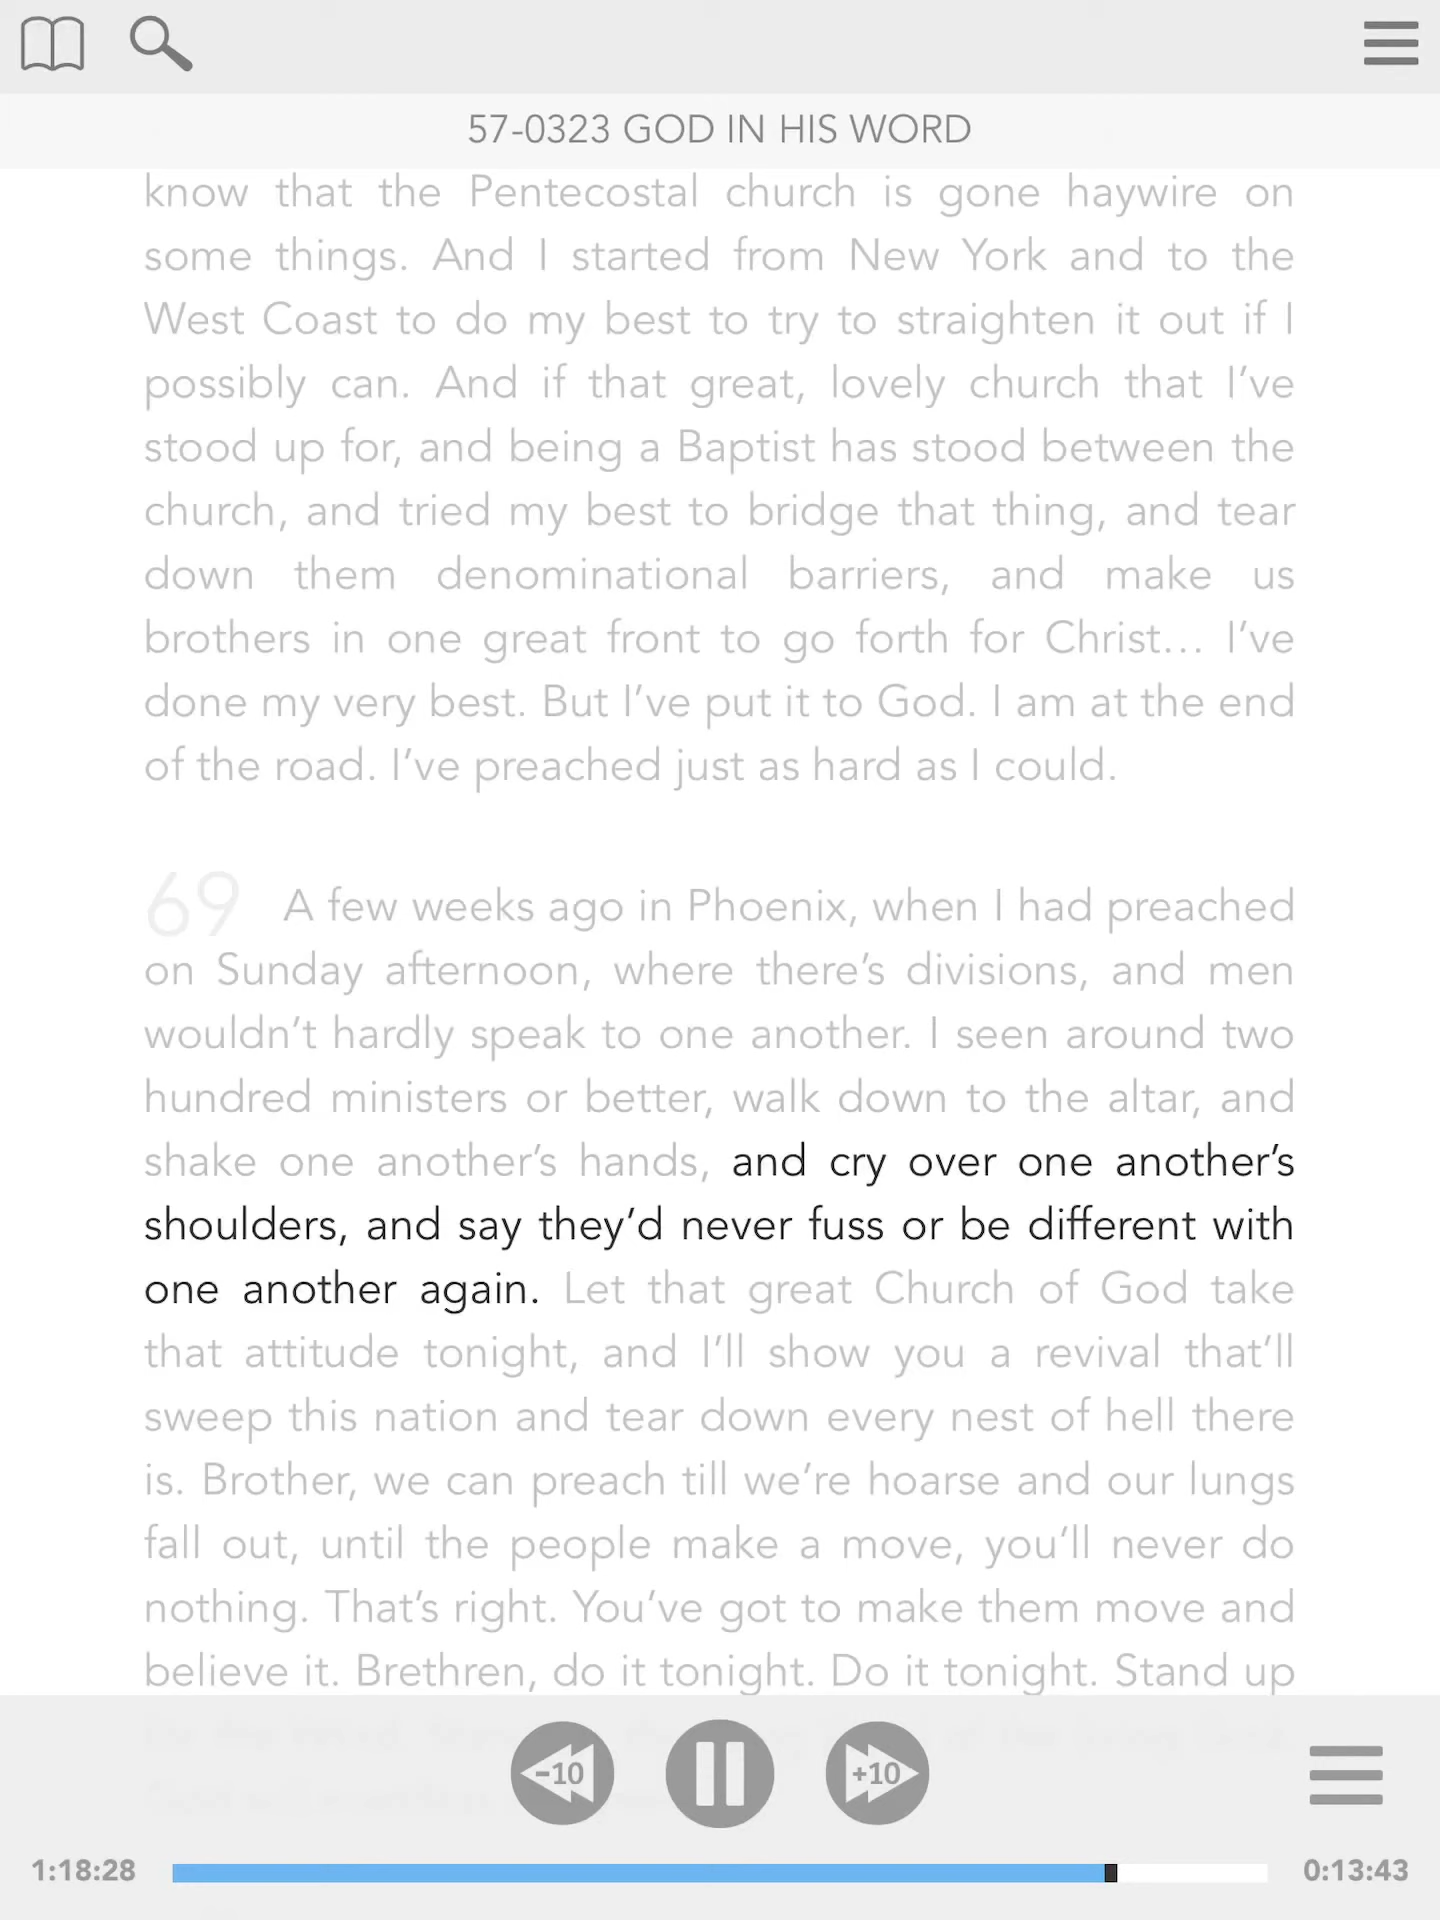 57-0323 GOD IN HIS WORD
know that the Pentecostal church is gone haywire on
some things. And I started from New York and to the
West Coast to do my best to try to straighten it out if I
possibly can. And if that great, lovely church that I’ve
stood up for, and being a Baptist has stood between the
church, and tried my best to bridge that thing, and tear
down them denominational barriers, and make us
brothers in one great front to go forth for Christ… I’ve
done my very best. But I’ve put it to God. I am at the end
of the road. I’ve preached just as hard as I could.
69 A few weeks ago in Phoenix, when I had preached
on Sunday afternoon, where there’s divisions, and men
wouldn’t hardly speak to one another. I seen around two
hundred ministers or better, walk down to the altar, and
shake one another’s hands, and cry over one another’s
shoulders, and say they’d never fuss or be different with
one another again. Let that great Church of God take
that attitude tonight, and I’ll show you a revival that’ll
sweep this nation and tear down every nest of hell there
is. Brother, we can preach till we’re hoarse and our lungs
fall out, until the people make a move, you’ll never do
nothing. That’s right. You’ve got to make them move and
believe it. Brethren, do it tonight. Do it tonight. Stand up
-10 +10
1:18:28 0:13:43